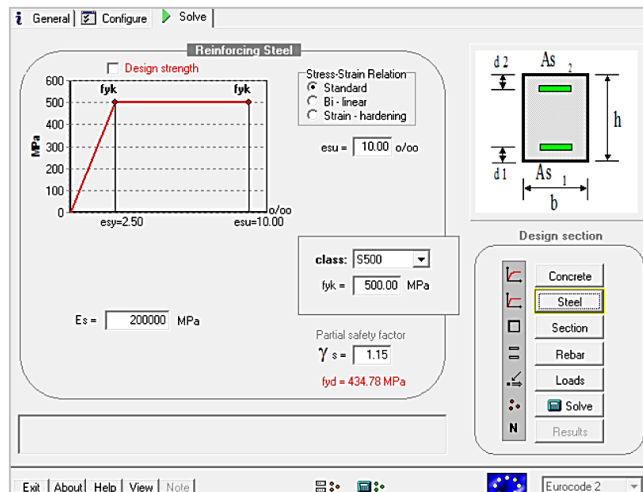 i General Configure Solve
Reinforcing Steel
Design strength
600
500
400
300
200
100
0
MPa
fyk fyk
o/oo
esy=2.50 esu=10.00
Stress-Strain Relation
Standard
Bi - linear
Strain - hardening
esu = 10.00 o/oo
class: S500
fyk = 500.00 MPa
Es = 200000 MPa
Partial safety factor
γ s = 1.15
fyd = 434.78 MPa
d2 As 2
h
d1 As 1
b
Design section
Concrete
Steel
Section
Rebar
Loads
Solve
N Results
Exit About Help View Note
Eurocode 2